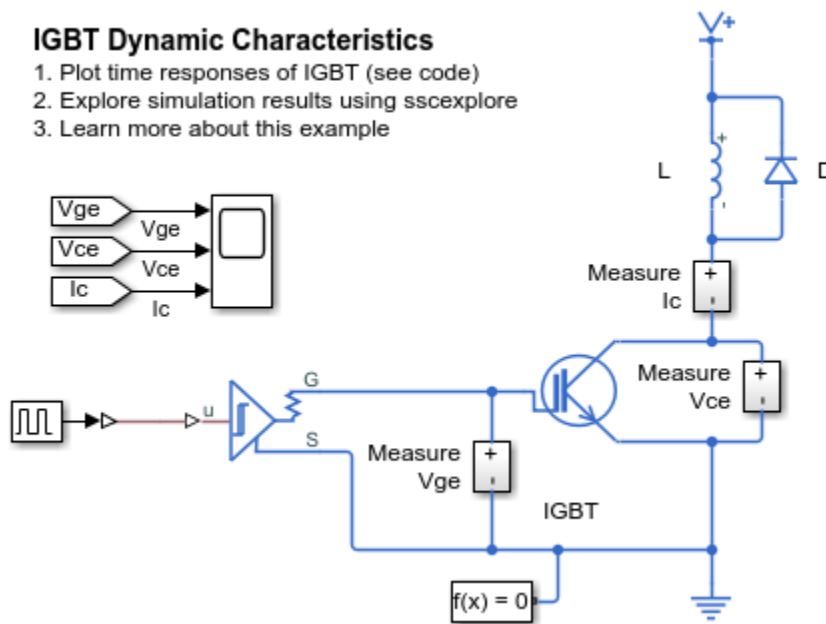 IGBT Dynamic Characteristics
1. Plot time responses of IGBT (see code)
2. Explore simulation results using sscexplore
3. Learn more about this example
V+
+
L
D
-
Vge
Vge
Vce
Vce
Ic
Ic
Measure
Ic
+
-
G
Measure
Vce
+
-
u
S
Measure
Vge
+
-
IGBT
f(x) = 0